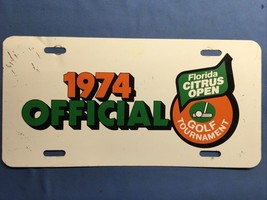 1974
OFFICIAL
Florida
CITRUS
OPEN
GOLF
TOURNAMENT